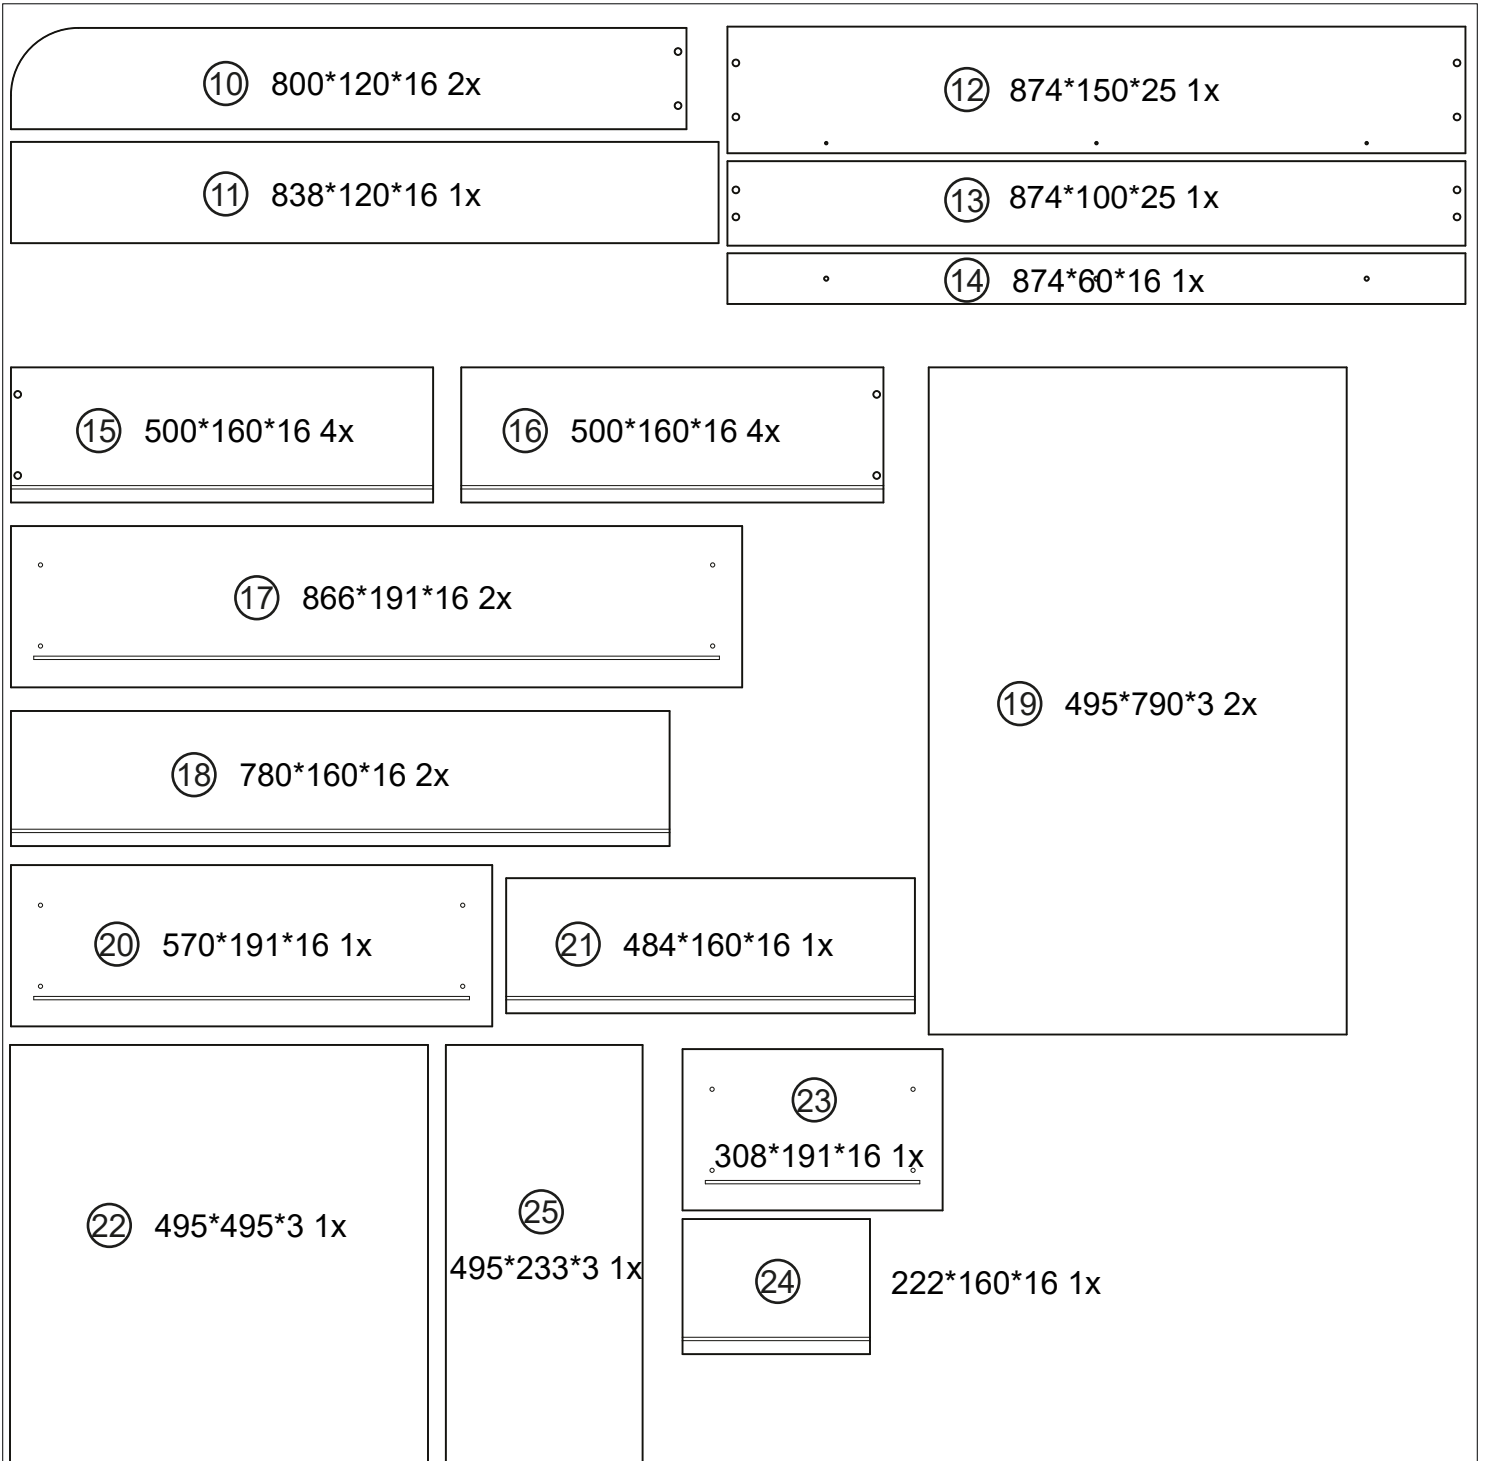 10 800*120*16 2x
12 874*150*25 1x
11 838*120*16 1x
13 874*100*25 1x
14 874*60*16 1x
15 500*160*16 4x
16 500*160*16 4x
17 866*191*16 2x
19 495*790*3 2x
18 780*160*16 2x
20 570*191*16 1x
21 484*160*16 1x
23
308*191*16 1x
22 495*495*3 1x
25
495*233*3 1x
24 222*160*16 1x